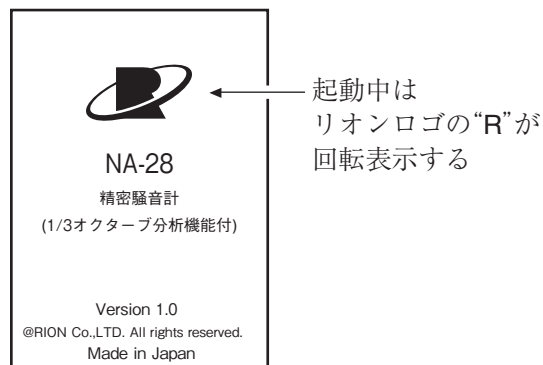 NA-28
精密騒音計
(1/3オクターブ分析機能付)
Version 1.0
@RION Co.,LTD. All rights reserved.
Made in Japan
起動中は
リオンロゴの“R”が
回転表示する